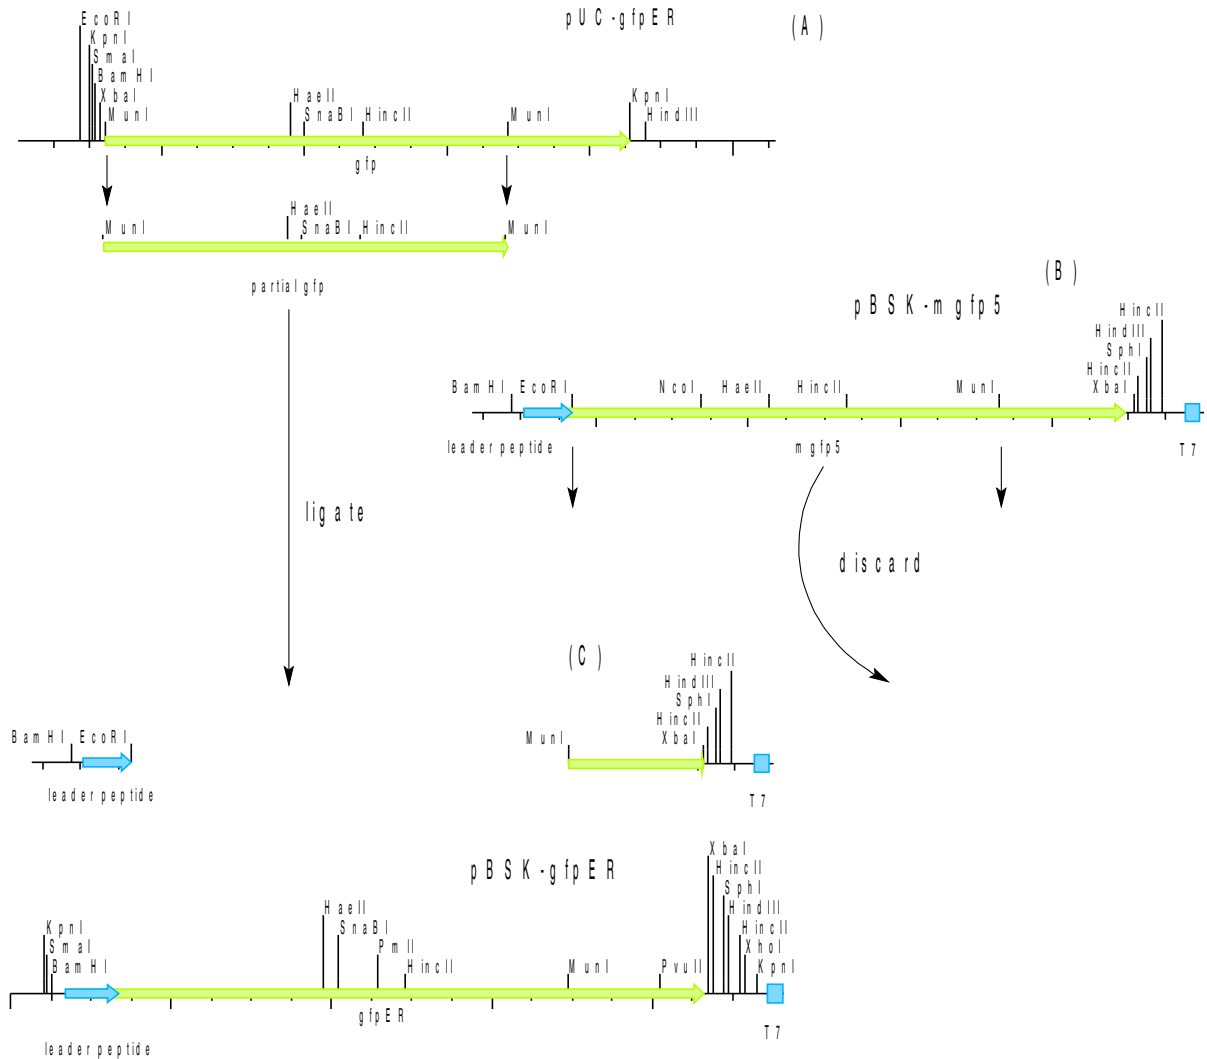 pUC-gfpER
(A)
EcoRI
KpnI
SmaI
BamHI
XbaI
MunI
HaeII
SnaBI
HincII
MunI
KpnI
HindIII
gfp
HaeII
MunI
SnaBI
HincII
MunI
partial gfp
(B)
pBSK-mgfp5
HincII
HindIII
SphI
HincII
BamHI
EcoRI
NcoI
HaeII
HincII
MunI
XbaI
leader peptide
mgfp5
T7
ligate
discard
(C)
HincII
HindIII
SphI
HincII
BamHI
EcoRI
MunI
XbaI
leader peptide
T7
pBSK-gfpER
XbaI
HincII
SphI
HaeII
HindIII
KpnI
SnaBI
HincII
SmaI
PmlI
XhoI
BamHI
HincII
MunI
PvuII
KpnI
gfpER
T7
leader peptide